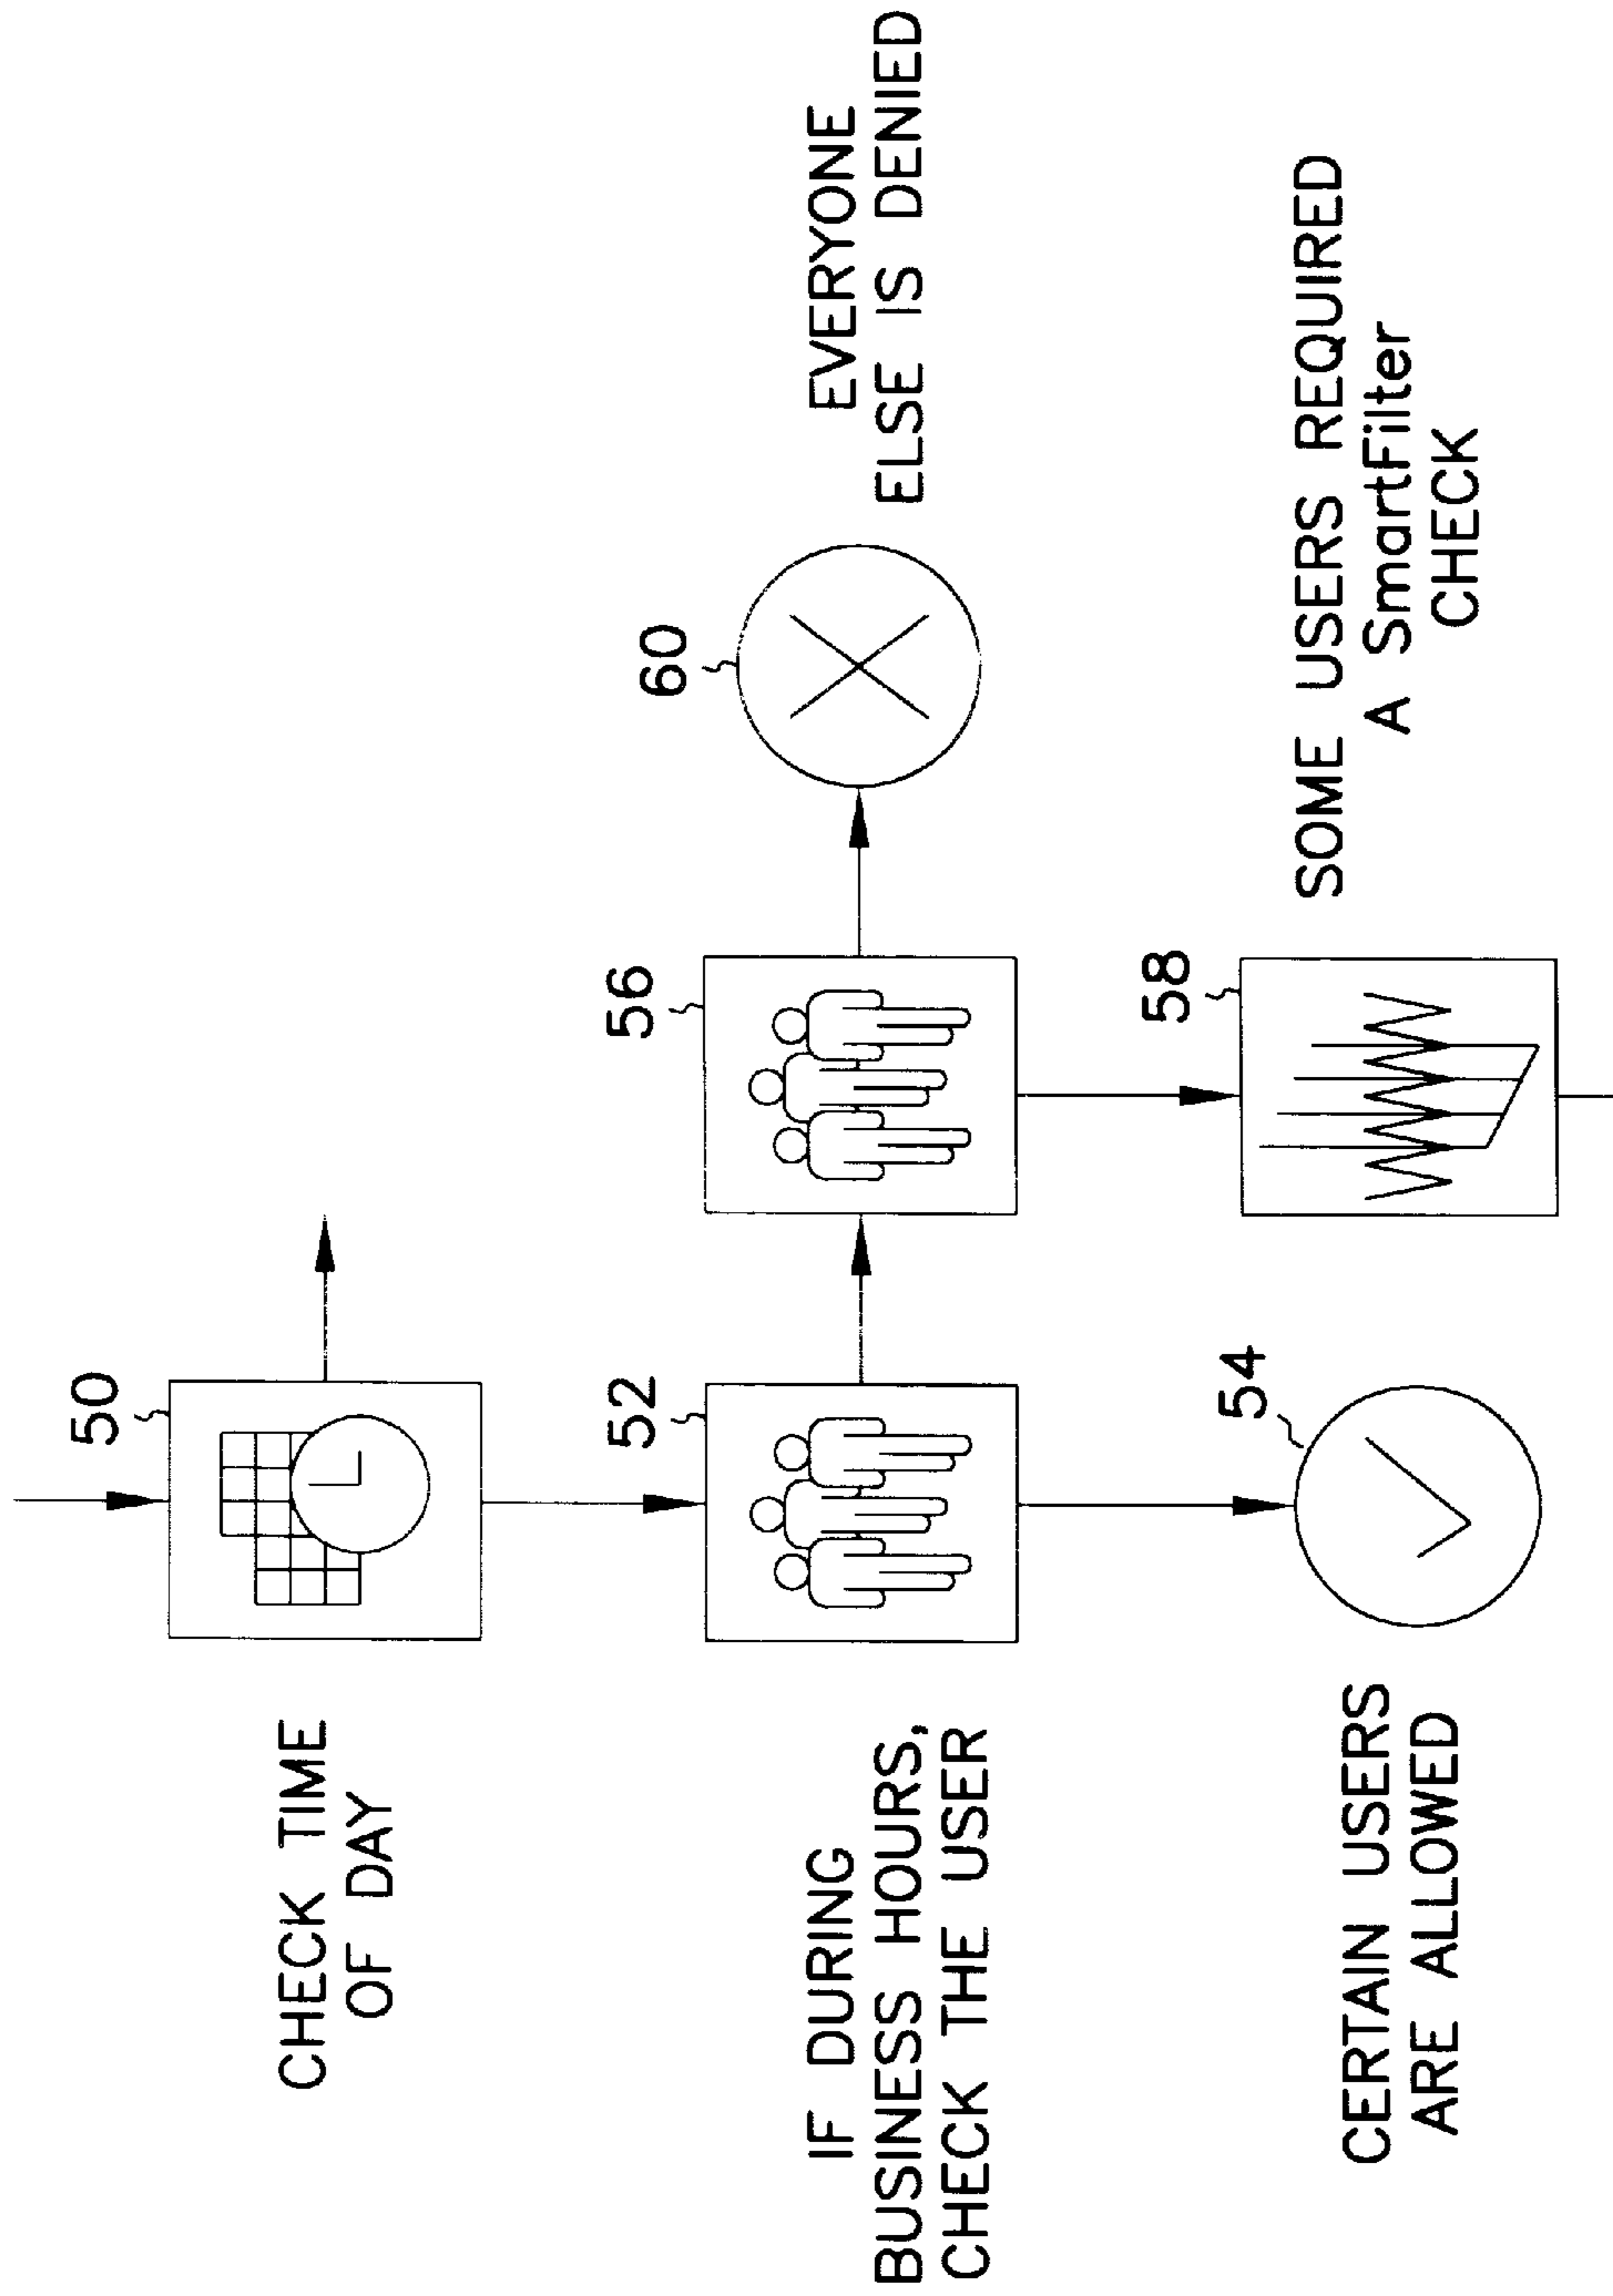 50
CHECK TIME
OF DAY
52
IF DURING
BUSINESS HOURS,
CHECK THE USER
56
60
EVERYONE
ELSE IS DENIED
54
CERTAIN USERS
ARE ALLOWED
58
SOME USERS REQUIRED
A SmartFilter
CHECK